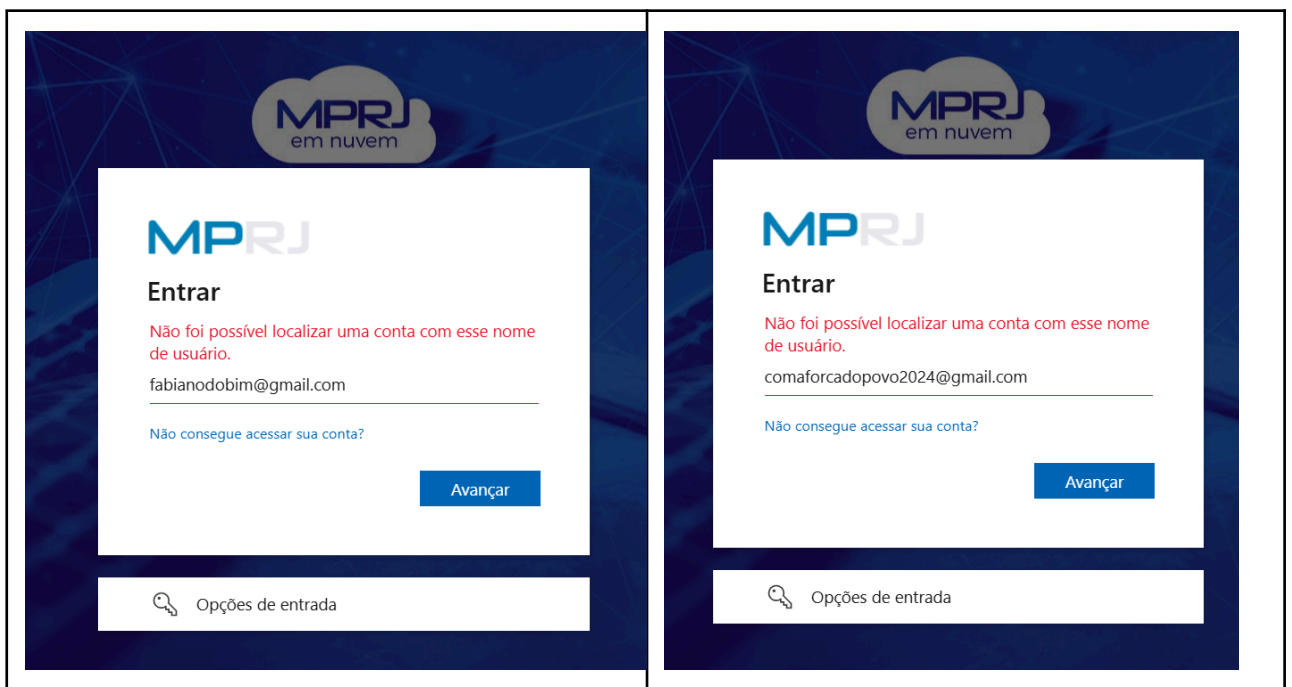 MPRJ
em nuvem
MPRJ
Entrar
Não foi possível localizar uma conta com esse nome
de usuário.
fabianodobim@gmail.com
Não consegue acessar sua conta?
Avançar
Opções de entrada
MPRJ
em nuvem
MPRJ
Entrar
Não foi possível localizar uma conta com esse nome
de usuário.
comaforcadopovo2024@gmail.com
Não consegue acessar sua conta?
Avançar
Opções de entrada